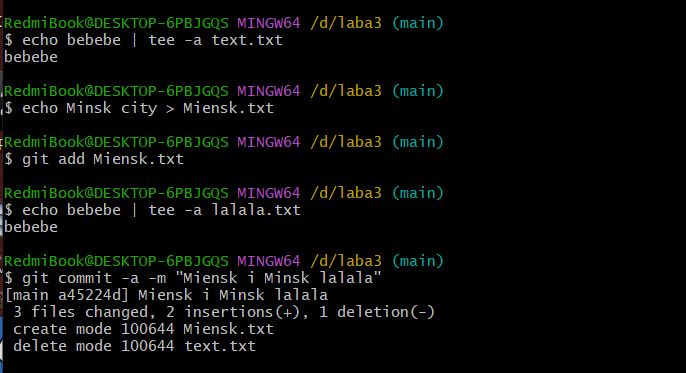 RedmiBook@DESKTOP-6PBJGQS MINGW64 /d/laba3 (main)
$ echo bebebe | tee -a text.txt
bebebe
RedmiBook@DESKTOP-6PBJGQS MINGW64 /d/laba3 (main)
$ echo Minsk city > Miensk.txt
RedmiBook@DESKTOP-6PBJGQS MINGW64 /d/laba3 (main)
$ git add Miensk.txt
RedmiBook@DESKTOP-6PBJGQS MINGW64 /d/laba3 (main)
$ echo bebebe | tee -a lalala.txt
bebebe
RedmiBook@DESKTOP-6PBJGQS MINGW64 /d/laba3 (main)
$ git commit -a -m "Miensk i Minsk lalala"
[main a45224d] Miensk i Minsk lalala
 3 files changed, 2 insertions(+), 1 deletion(-)
 create mode 100644 Miensk.txt
 delete mode 100644 text.txt